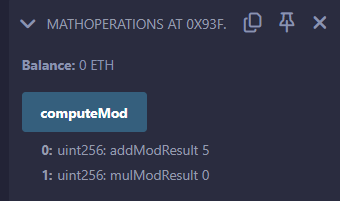 MATHOPERATIONS AT 0X93F.
Balance: 0 ETH
computeMod
0: uint256: addModResult 5
1: uint256: mulModResult 0